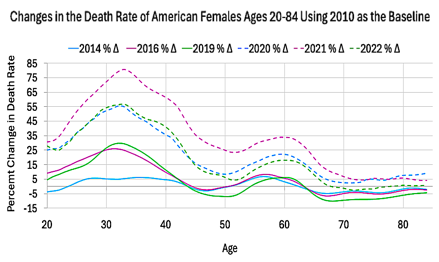 Changes in the Death Rate of American Females Ages 20-84 Using 2010 as the Baseline
2014 % Δ 2016 % Δ 2019 % Δ 2020 % Δ 2021 % Δ 2022 % Δ
Percemt Chamge in Death Rate
85
75
65
55
45
35
25
15
5
-5
-15
20 30 40 50 60 70 80
Age